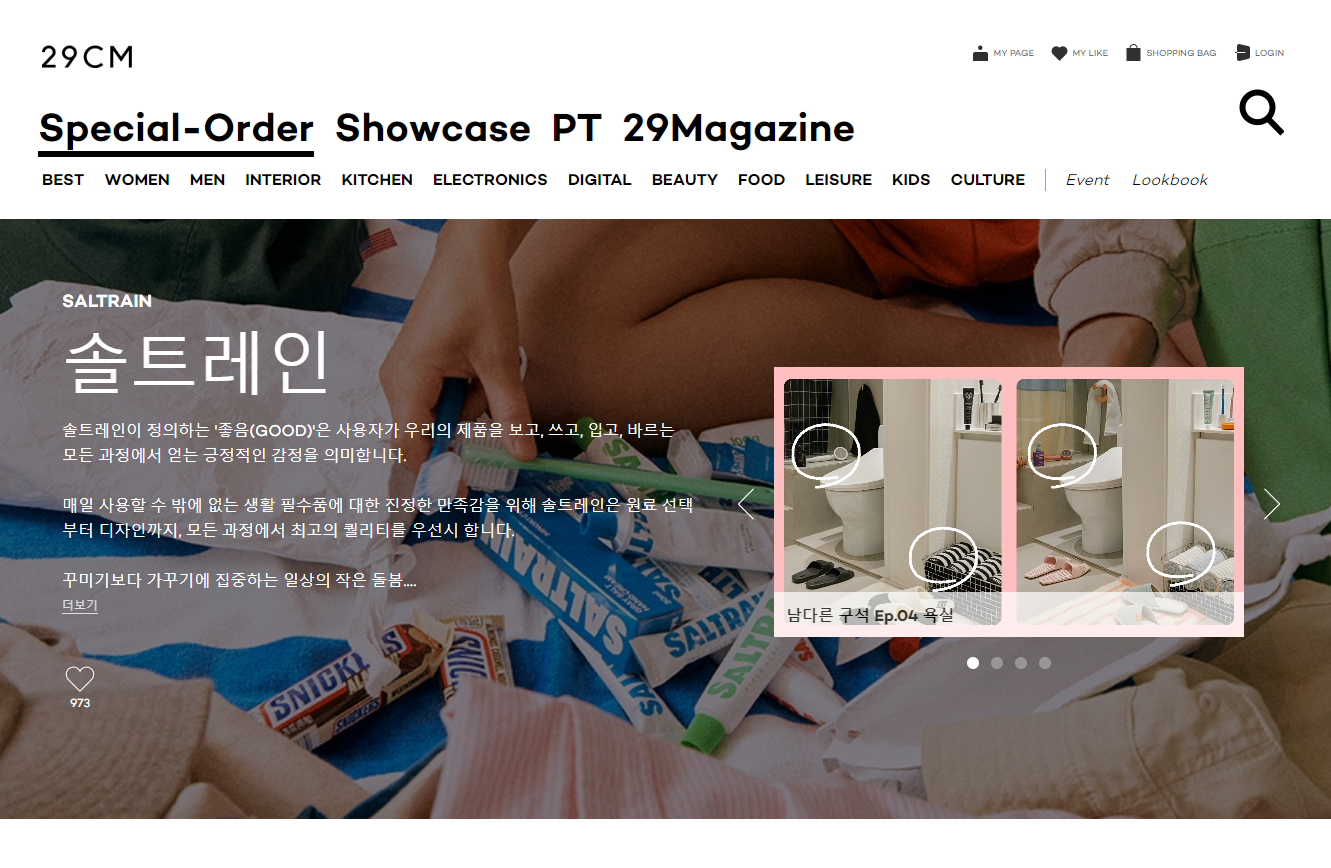 29CM
MY PAGE MY LIKE SHOPPING BAG LOGIN
Special-Order Showcase PT 29Magazine
BEST WOMEN MEN INTERIOR KITCHEN ELECTRONICS DIGITAL BEAUTY FOOD LEISURE KIDS CULTURE Event Lookbook
SALTRAIN
솔트레인
솔트레인이 정의하는 '좋음(GOOD)'은 사용자가 우리의 제품을 보고, 쓰고, 입고, 바르는
모든 과정에서 얻는 긍정적인 감정을 의미합니다.
매일 사용할 수 밖에 없는 생활 필수품에 대한 진정한 만족감을 위해 솔트레인은 원료 선택
부터 디자인까지, 모든 과정에서 최고의 퀄리티를 우선시 합니다.
꾸미기보다 가꾸기에 집중하는 일상의 작은 돌봄....
더보기
973
남다른 구석 Ep.04 욕실
SALTRAIN
SALTRAIN
SALTRAIN
SNICKERS
SNICKERS